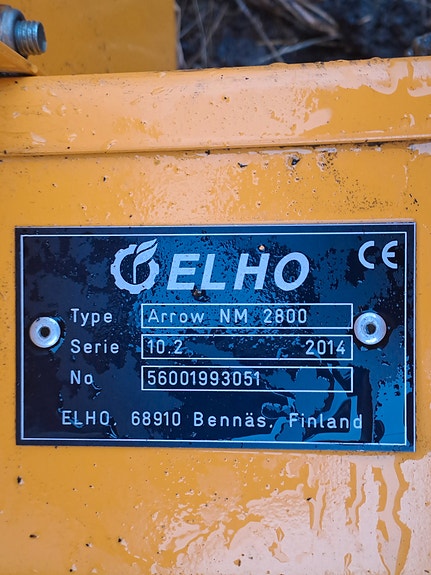 ELHO CE
Type Arrow NM 2800
Serie 10.2 2014
No 56001993051
ELHO, 68910 Bennäs, Finland